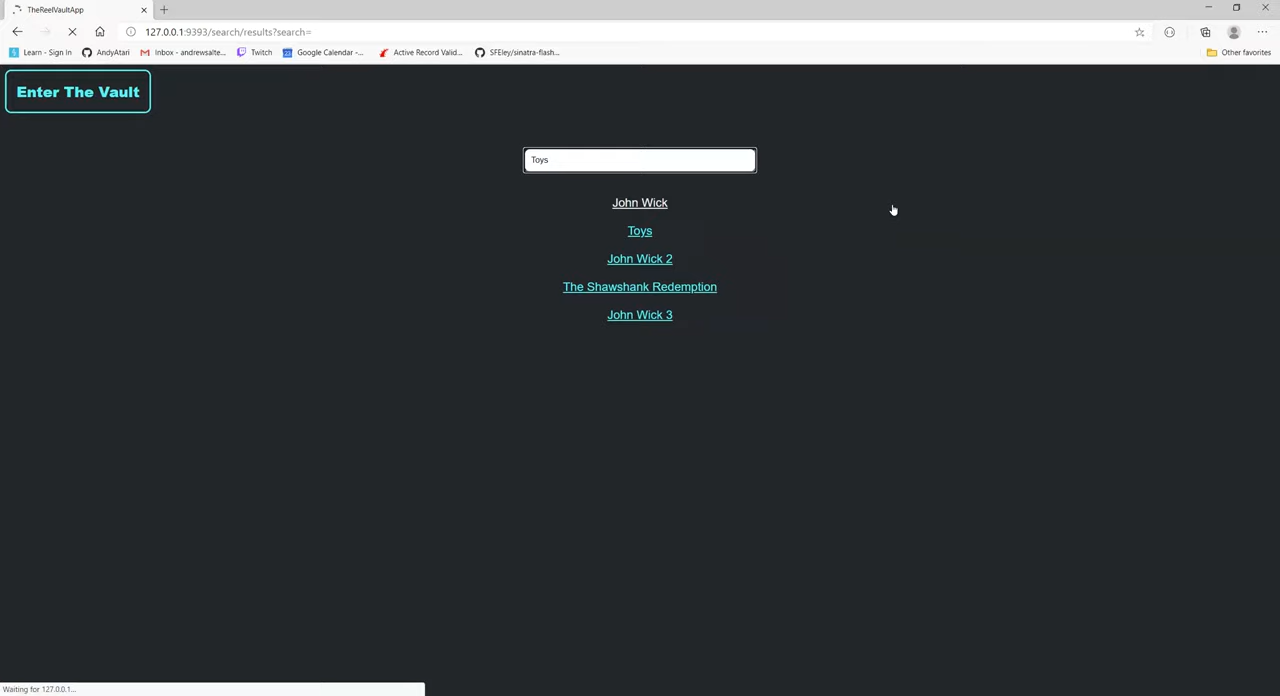 TheReelVaultApp
127.0.0.1:9393/search/results?search=
Learn - Sign In AndyAtari Inbox - andrewsalte... Twitch Google Calendar -... Active Record Valid... SFEley/sinatra-flash... Other favorites
Enter The Vault
Toys
John Wick
Toys
John Wick 2
The Shawshank Redemption
John Wick 3
Waiting for 127.0.0.1...